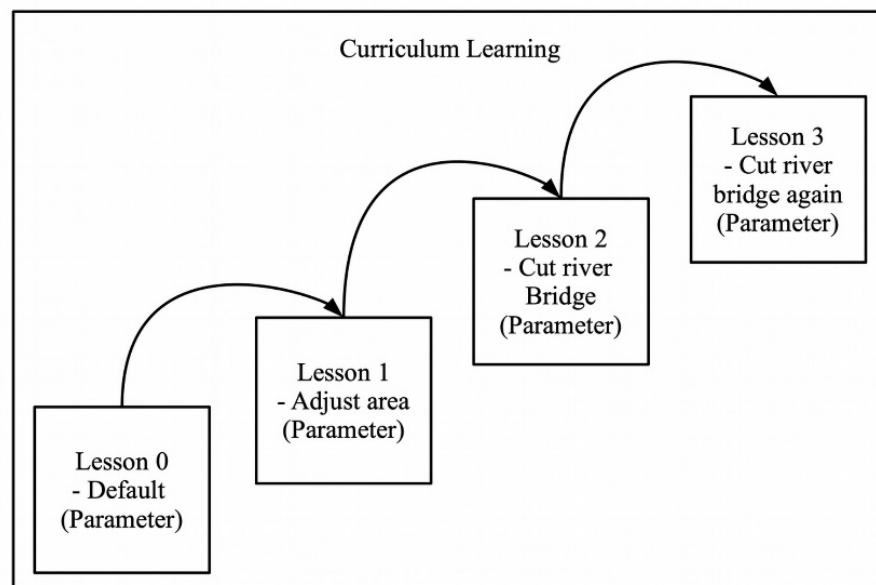 Curriculum Learning
Lesson 0
- Default
(Parameter)
Lesson 1
- Adjust area
(Parameter)
Lesson 2
- Cut river
Bridge
(Parameter)
Lesson 3
- Cut river
bridge again
(Parameter)